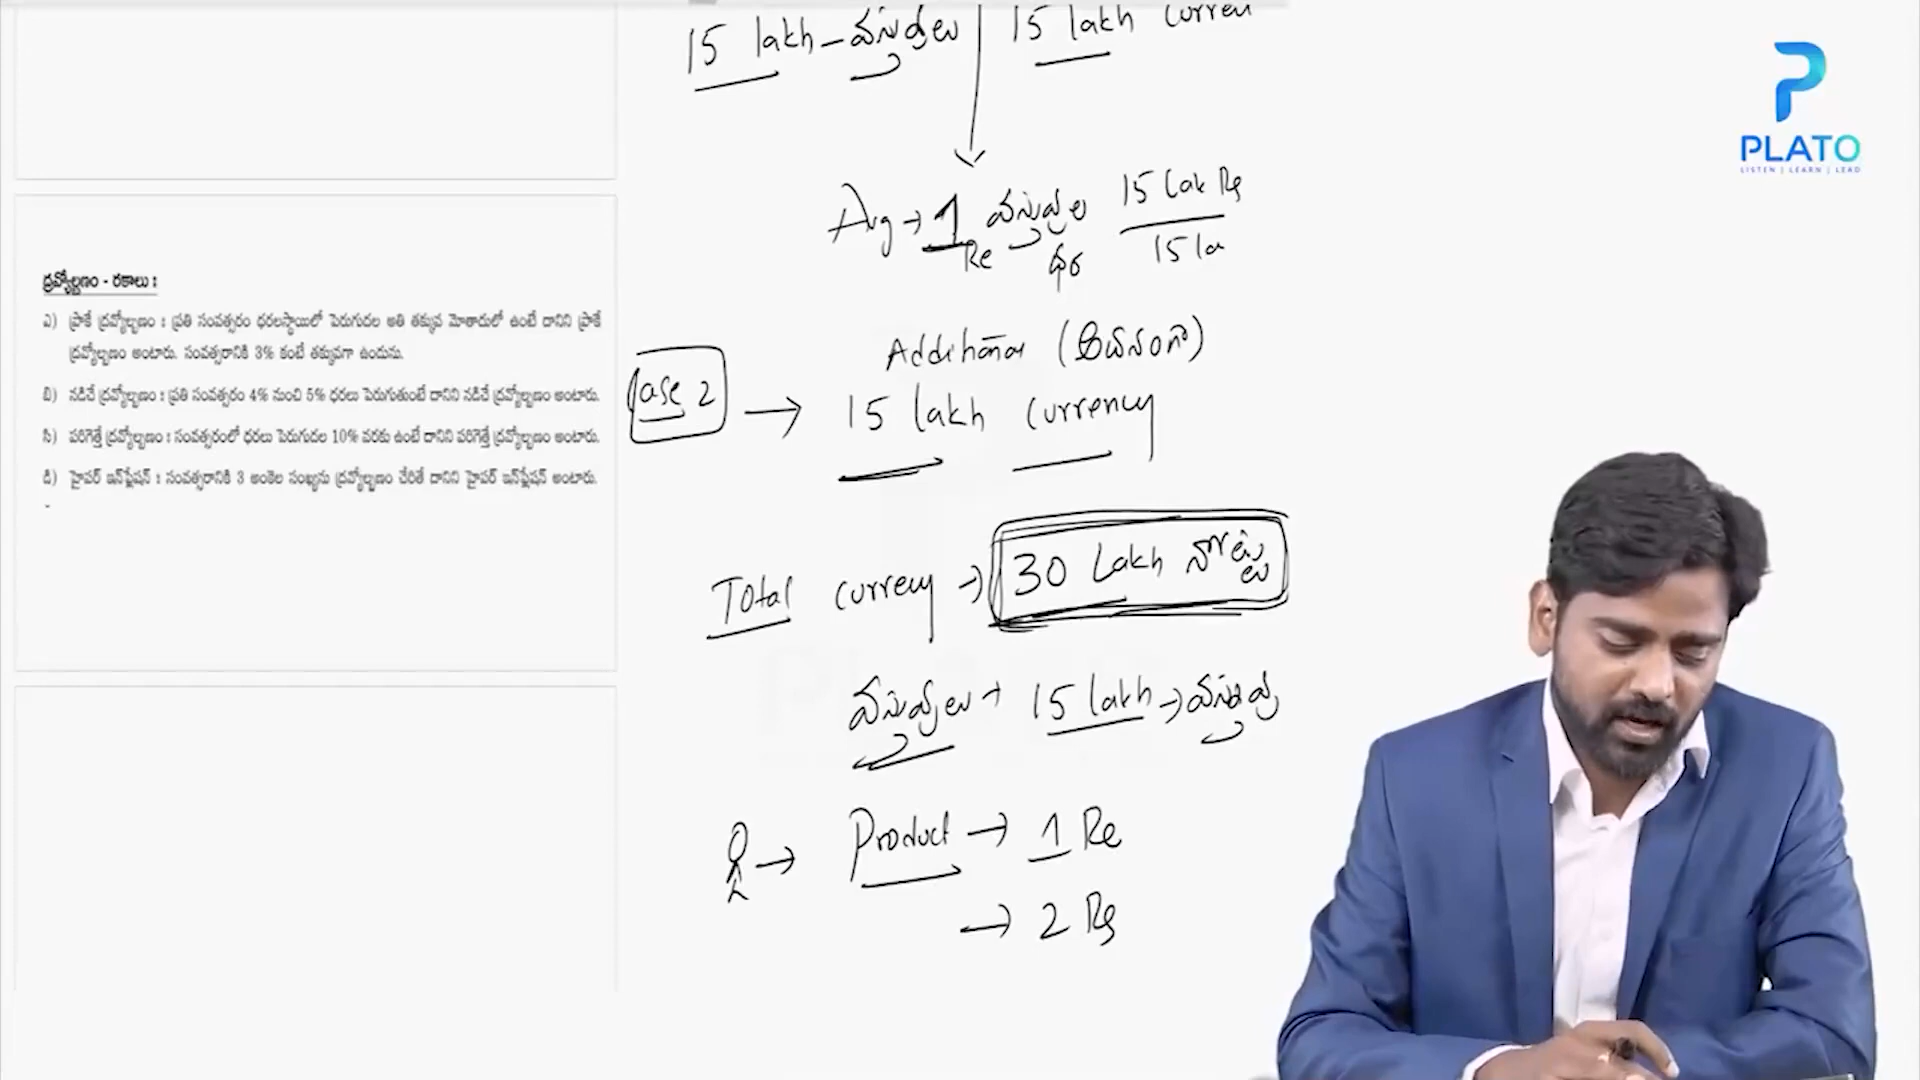 15 lakh - వస్తువులు | 15 lakh curren
Avg → 1 Re వస్తువుల ధర 15 lak Rs / 15 la
Additional (అదనంగా)
Case 2 → 15 lakh currency
Total currency → 30 Lakh నోట్లు
వస్తువులు → 15 lakh → వస్తువు
→ Product → 1 Re
→ 2 Rs
ద్రవ్యోల్బణం - రకాలు :
ఎ) ప్రాకే ద్రవ్యోల్బణం : ప్రతి సంవత్సరం ధరలస్థాయిలో పెరుగుదల అతి తక్కువ మోతాదులో ఉంటే దానిని ప్రాకే
ద్రవ్యోల్బణం అంటారు. సంవత్సరానికి 3% కంటే తక్కువగా ఉండును.
బి) నడిచే ద్రవ్యోల్బణం : ప్రతి సంవత్సరం 4% నుంచి 5% ధరలు పెరుగుతుంటే దానిని నడిచే ద్రవ్యోల్బణం అంటారు.
సి) పరిగెత్తే ద్రవ్యోల్బణం : సంవత్సరంలో ధరలు పెరుగుదల 10% వరకు ఉంటే దానిని పరిగెత్తే ద్రవ్యోల్బణం అంటారు.
డి) హైపర్ ఇన్‌ఫ్లేషన్ : సంవత్సరానికి 3 అంకెల సంఖ్యను ద్రవ్యోల్బణం చేరితే దానిని హైపర్ ఇన్‌ఫ్లేషన్ అంటారు.
PLATO
LISTEN | LEARN | LEAD